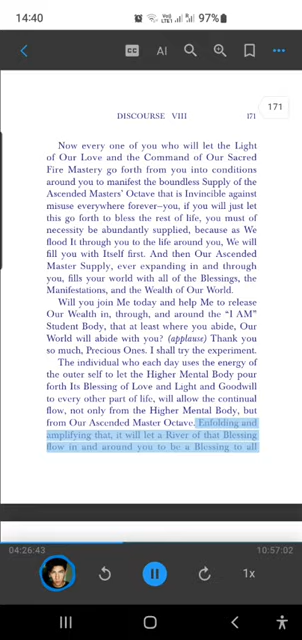 14:40
97%
CC
AI
171
DISCOURSE VIII 171
Now every one of you who will let the Light
of Our Love and the Command of Our Sacred
Fire Mastery go forth from you into conditions
around you to manifest the boundless Supply of the
Ascended Masters' Octave that is Invincible against
misuse everywhere forever–you, if you will just let
this go forth to bless the rest of life, you must of
necessity be abundantly supplied, because as We
flood It through you to the life around you, We will
fill you with Itself first. And then Our Ascended
Master Supply, ever expanding in and through
you, fills your world with all of the Blessings, the
Manifestations, and the Wealth of Our World.
Will you join Me today and help Me to release
Our Wealth in, through, and around the "I AM"
Student Body, that at least where you abide, Our
World will abide with you? (applause) Thank you
so much, Precious Ones. I shall try the experiment.
The individual who each day uses the energy of
the outer self to let the Higher Mental Body pour
forth Its Blessing of Love and Light and Goodwill
to every other part of life, will allow the continual
flow, not only from the Higher Mental Body, but
from Our Ascended Master Octave. Enfolding and
amplifying that, it will let a River of that Blessing
flow in and around you to be a Blessing to all
04:26:43
10:57:02
1x